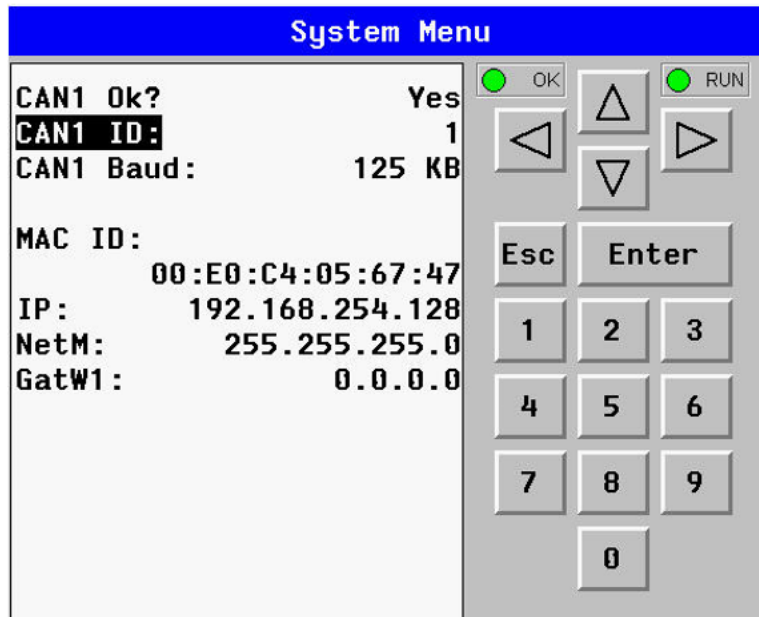 System Menu
CAN1 Ok? Yes
CAN1 ID: 1
CAN1 Baud: 125 KB
MAC ID:
00:E0:C4:05:67:47
IP: 192.168.254.128
NetM: 255.255.255.0
GatW1: 0.0.0.0
OK
RUN
Esc Enter
1 2 3
4 5 6
7 8 9
0